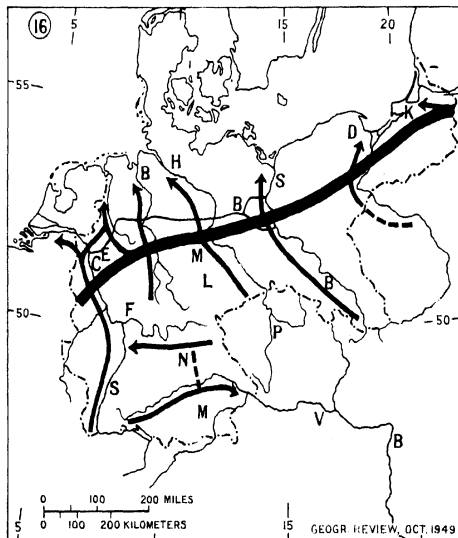 16 5 15 20
55
K
D
H
B
S
B
E
C
M
L
B
50
F
50
P
N
S
M
V
B
0 100 200 MILES
0 100 200 KILOMETERS
5
15
GEOGR. REVIEW, OCT. 1949